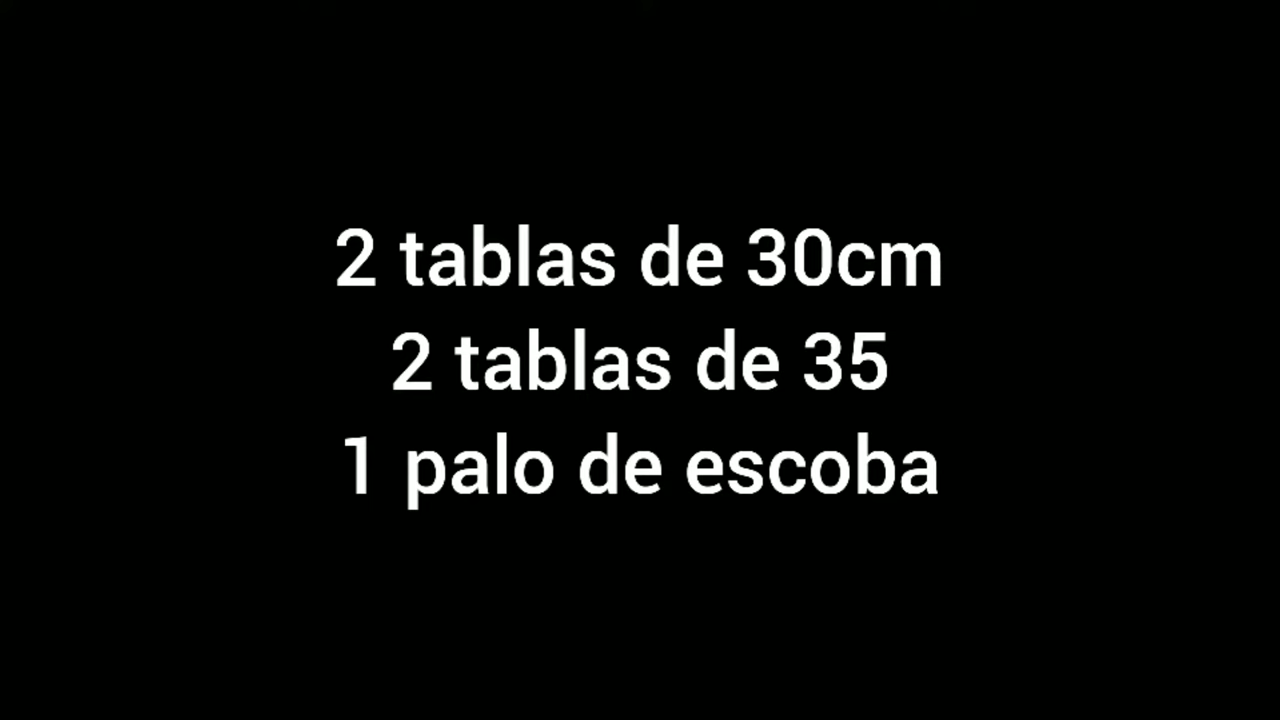 2 tablas de 30cm
2 tablas de 35
1 palo de escoba